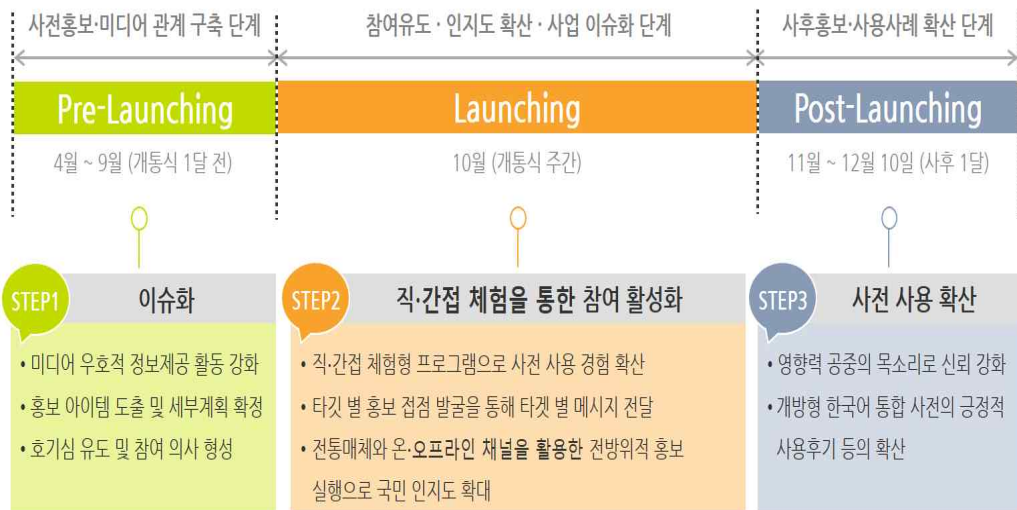 사전홍보·미디어 관계 구축 단계
참여유도 · 인지도 확산 · 사업 이슈화 단계
사후홍보·사용사례 확산 단계
Pre-Launching
Launching
Post-Launching
4월 ~ 9월 (개통식 1달 전)
10월 (개통식 주간)
11월 ~ 12월 10일 (사후 1달)
STEP1
이슈화
• 미디어 우호적 정보제공 활동 강화
• 홍보 아이템 도출 및 세부계획 확정
• 호기심 유도 및 참여 의사 형성
STEP2
직·간접 체험을 통한 참여 활성화
• 직·간접 체험형 프로그램으로 사전 사용 경험 확산
• 타깃 별 홍보 접점 발굴을 통해 타겟 별 메시지 전달
• 전통매체와 온·오프라인 채널을 활용한 전방위적 홍보
실행으로 국민 인지도 확대
STEP3
사전 사용 확산
• 영향력 공중의 목소리로 신뢰 강화
• 개방형 한국어 통합 사전의 긍정적
사용후기 등의 확산